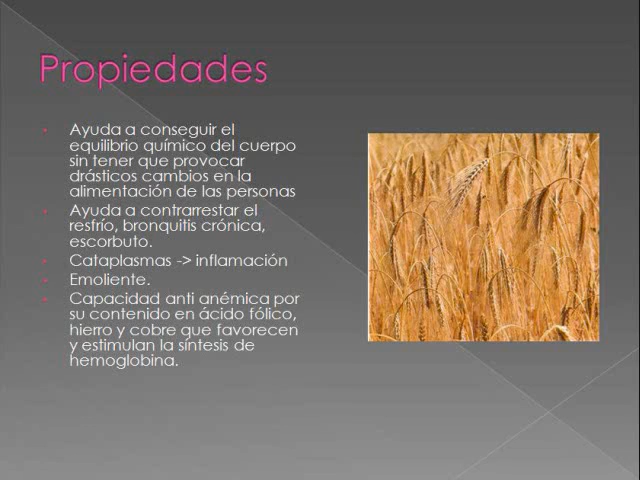 Propiedades
Ayuda a conseguir el
equilibrio químico del cuerpo
sin tener que provocar
drásticos cambios en la
alimentación de las personas
Ayuda a contrarrestar el
resfrío, bronquitis crónica,
escorbuto.
Cataplasmas -> inflamación
Emoliente.
Capacidad anti anémica por
su contenido en ácido fólico,
hierro y cobre que favorecen
y estimulan la síntesis de
hemoglobina.